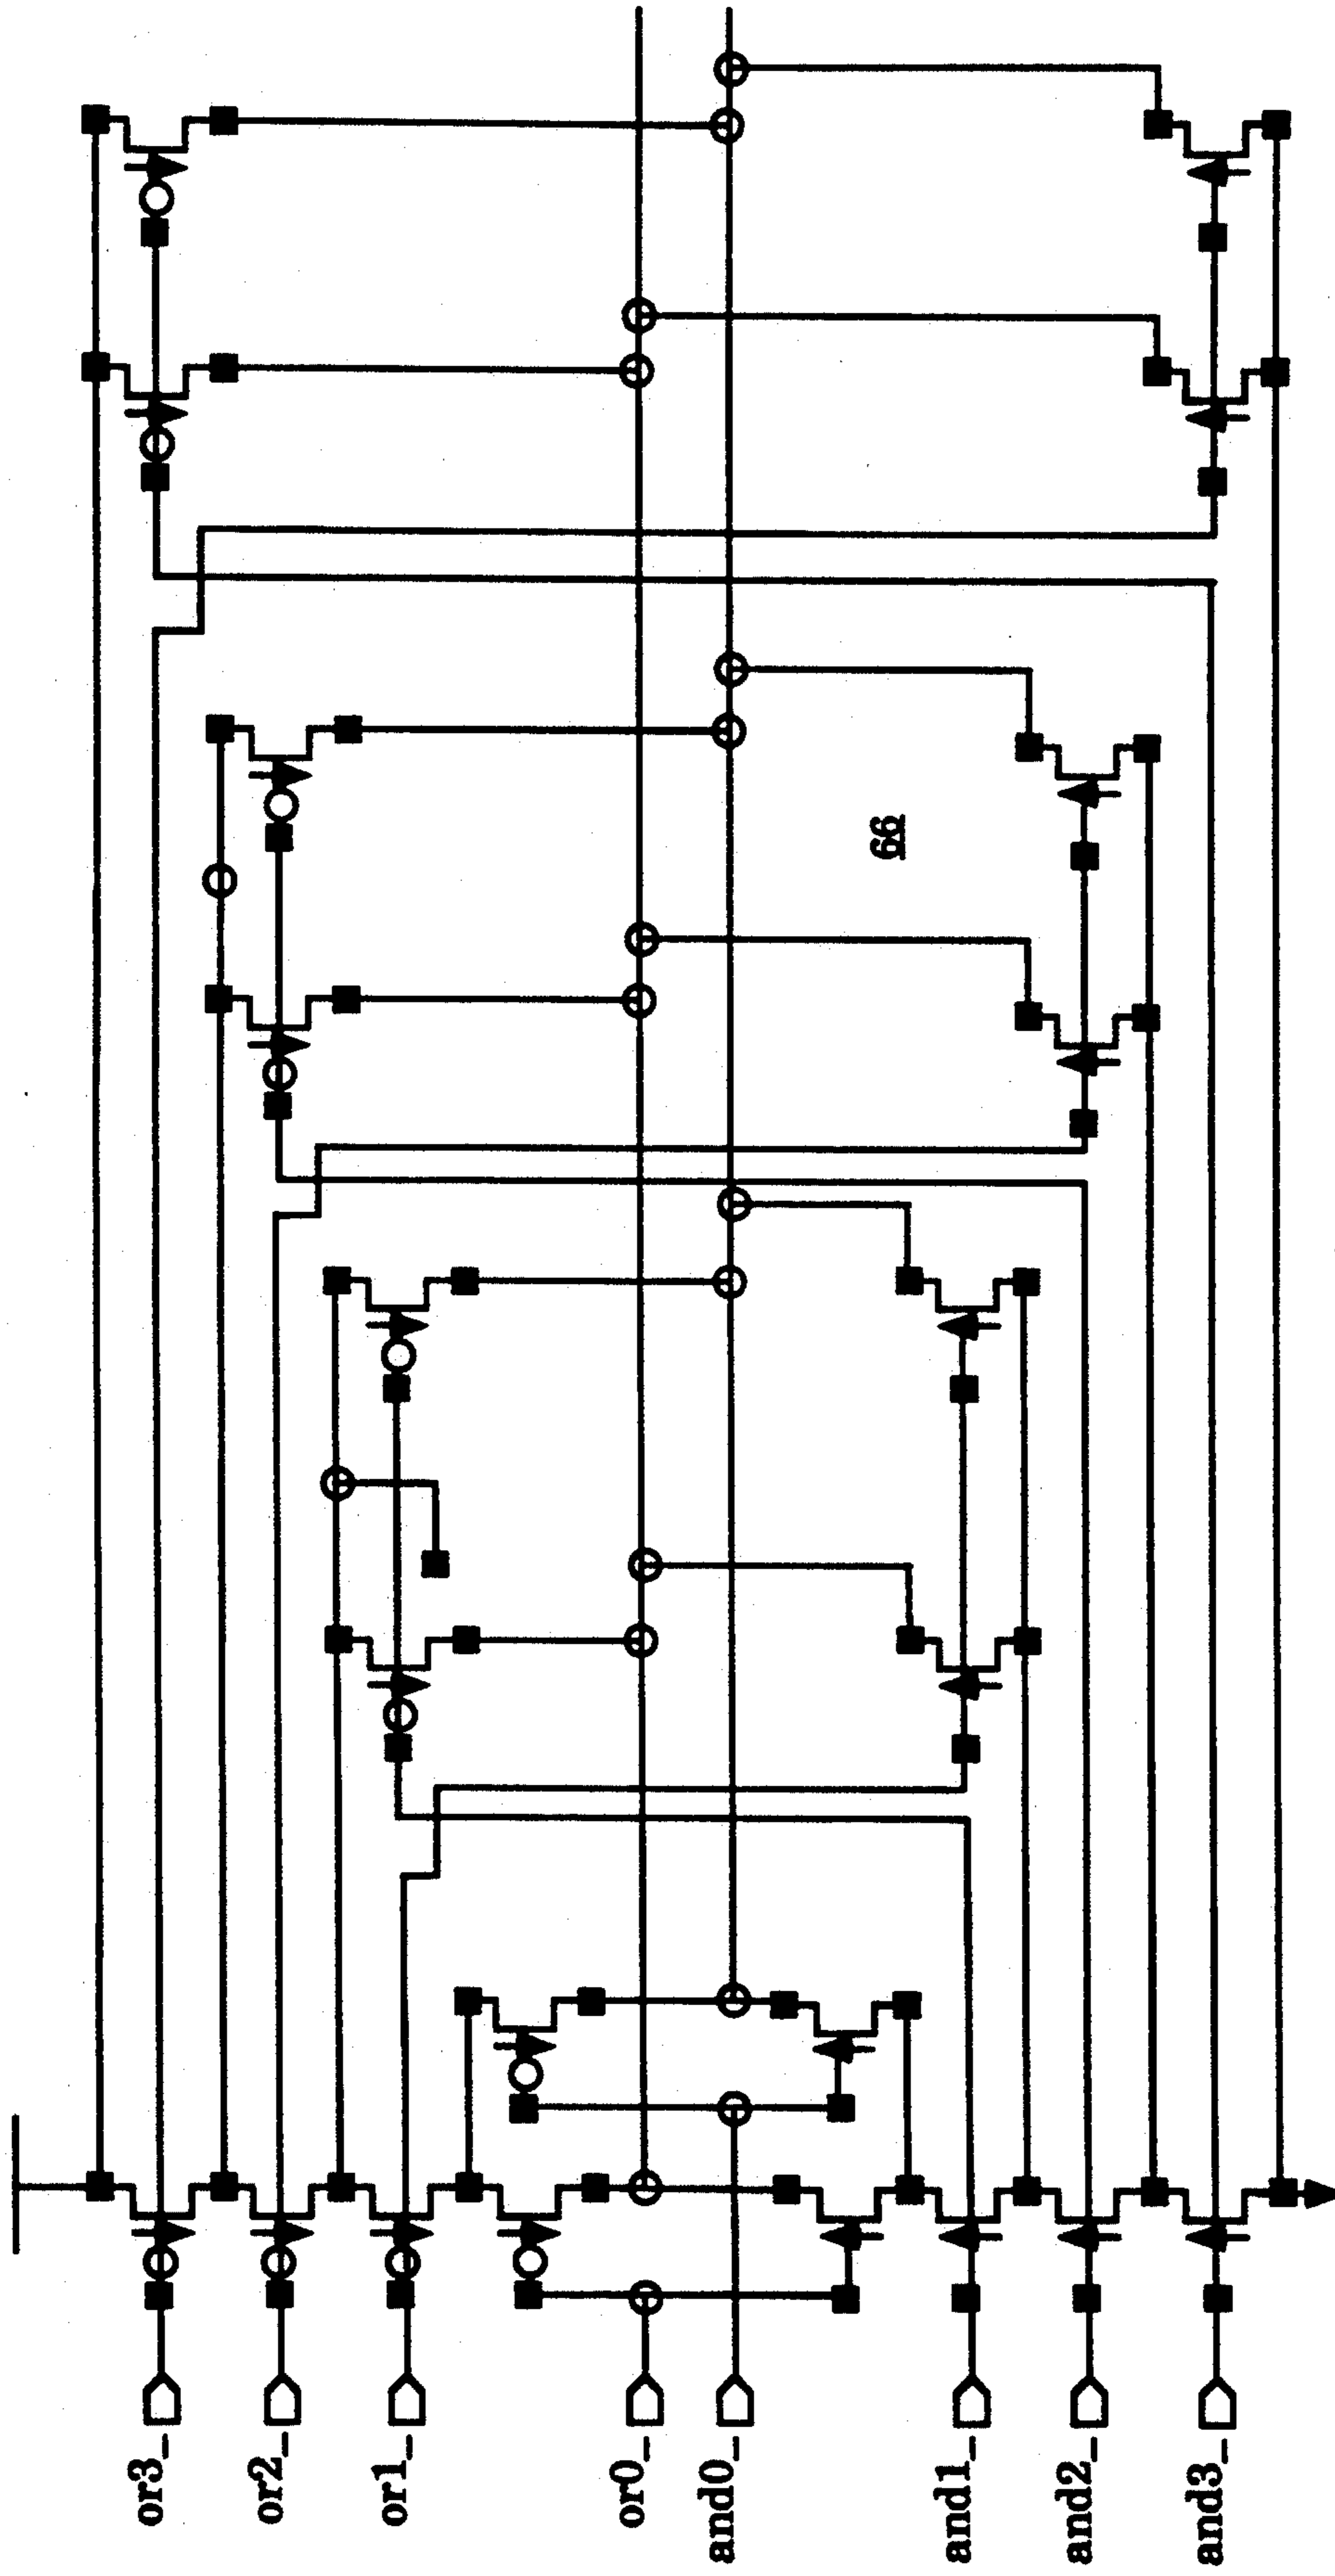 or3_
or2_
or1_
or0_
and0_
and1_
and2_
and3_
66